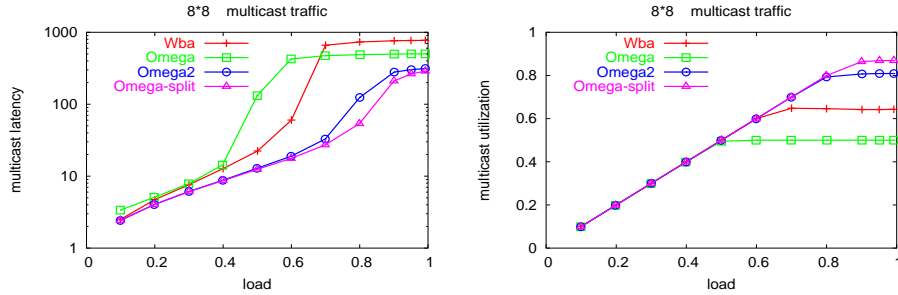 8*8 multicast traffic
multicast latency
1000
100
10
1
0
0.2
0.4
0.6
0.8
1
load
Wba
Omega
Omega2
Omega-split
8*8 multicast traffic
multicast utilization
1
0.8
0.6
0.4
0.2
0
0
0.2
0.4
0.6
0.8
1
load
Wba
Omega
Omega2
Omega-split